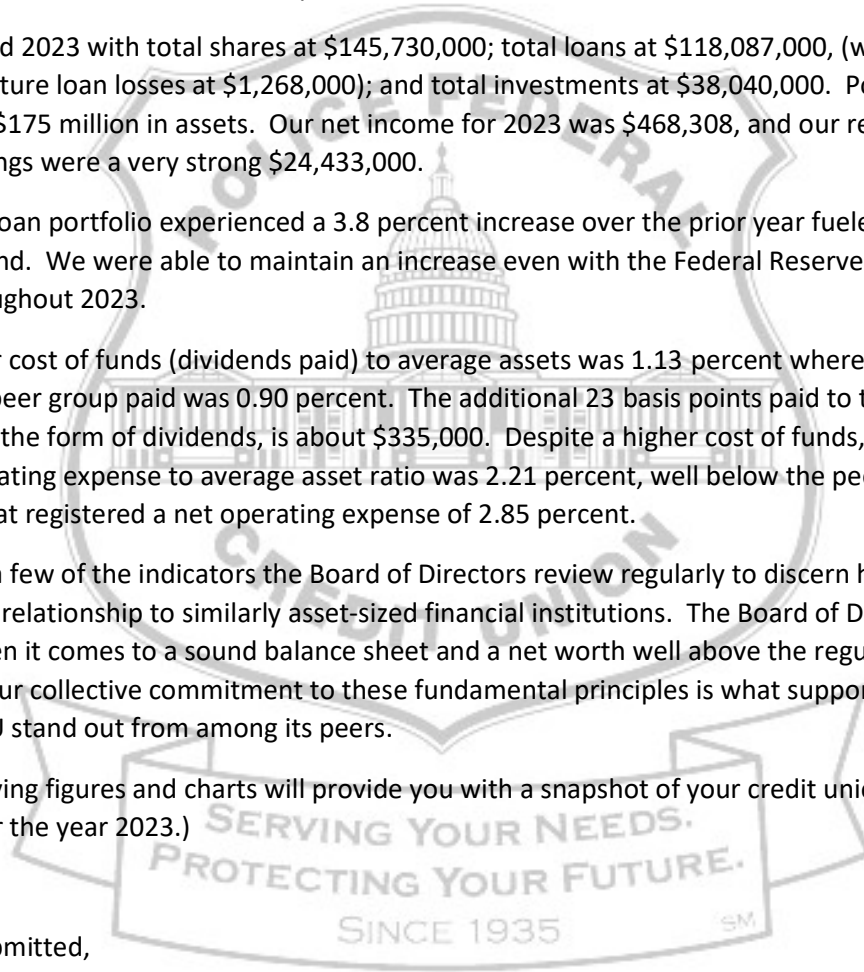 d 2023 with total shares at $145,730,000; total loans at $118,087,000, (w
ture loan losses at $1,268,000); and total investments at $38,040,000. Po
$175 million in assets. Our net income for 2023 was $468,308, and our re
ngs were a very strong $24,433,000.
oan portfolio experienced a 3.8 percent increase over the prior year fuele
nd. We were able to maintain an increase even with the Federal Reserve
ughout 2023.
r cost of funds (dividends paid) to average assets was 1.13 percent where
peer group paid was 0.90 percent. The additional 23 basis points paid to t
the form of dividends, is about $335,000. Despite a higher cost of funds,
ating expense to average asset ratio was 2.21 percent, well below the pee
at registered a net operating expense of 2.85 percent.
a few of the indicators the Board of Directors review regularly to discern h
relationship to similarly asset-sized financial institutions. The Board of D
en it comes to a sound balance sheet and a net worth well above the regu
ur collective commitment to these fundamental principles is what suppor
U stand out from among its peers.
ving figures and charts will provide you with a snapshot of your credit unio
r the year 2023.)
omitted,
POLICE FEDERAL
CREDIT UNION
SERVING YOUR NEEDS.
PROTECTING YOUR FUTURE.
SINCE 1935
SM